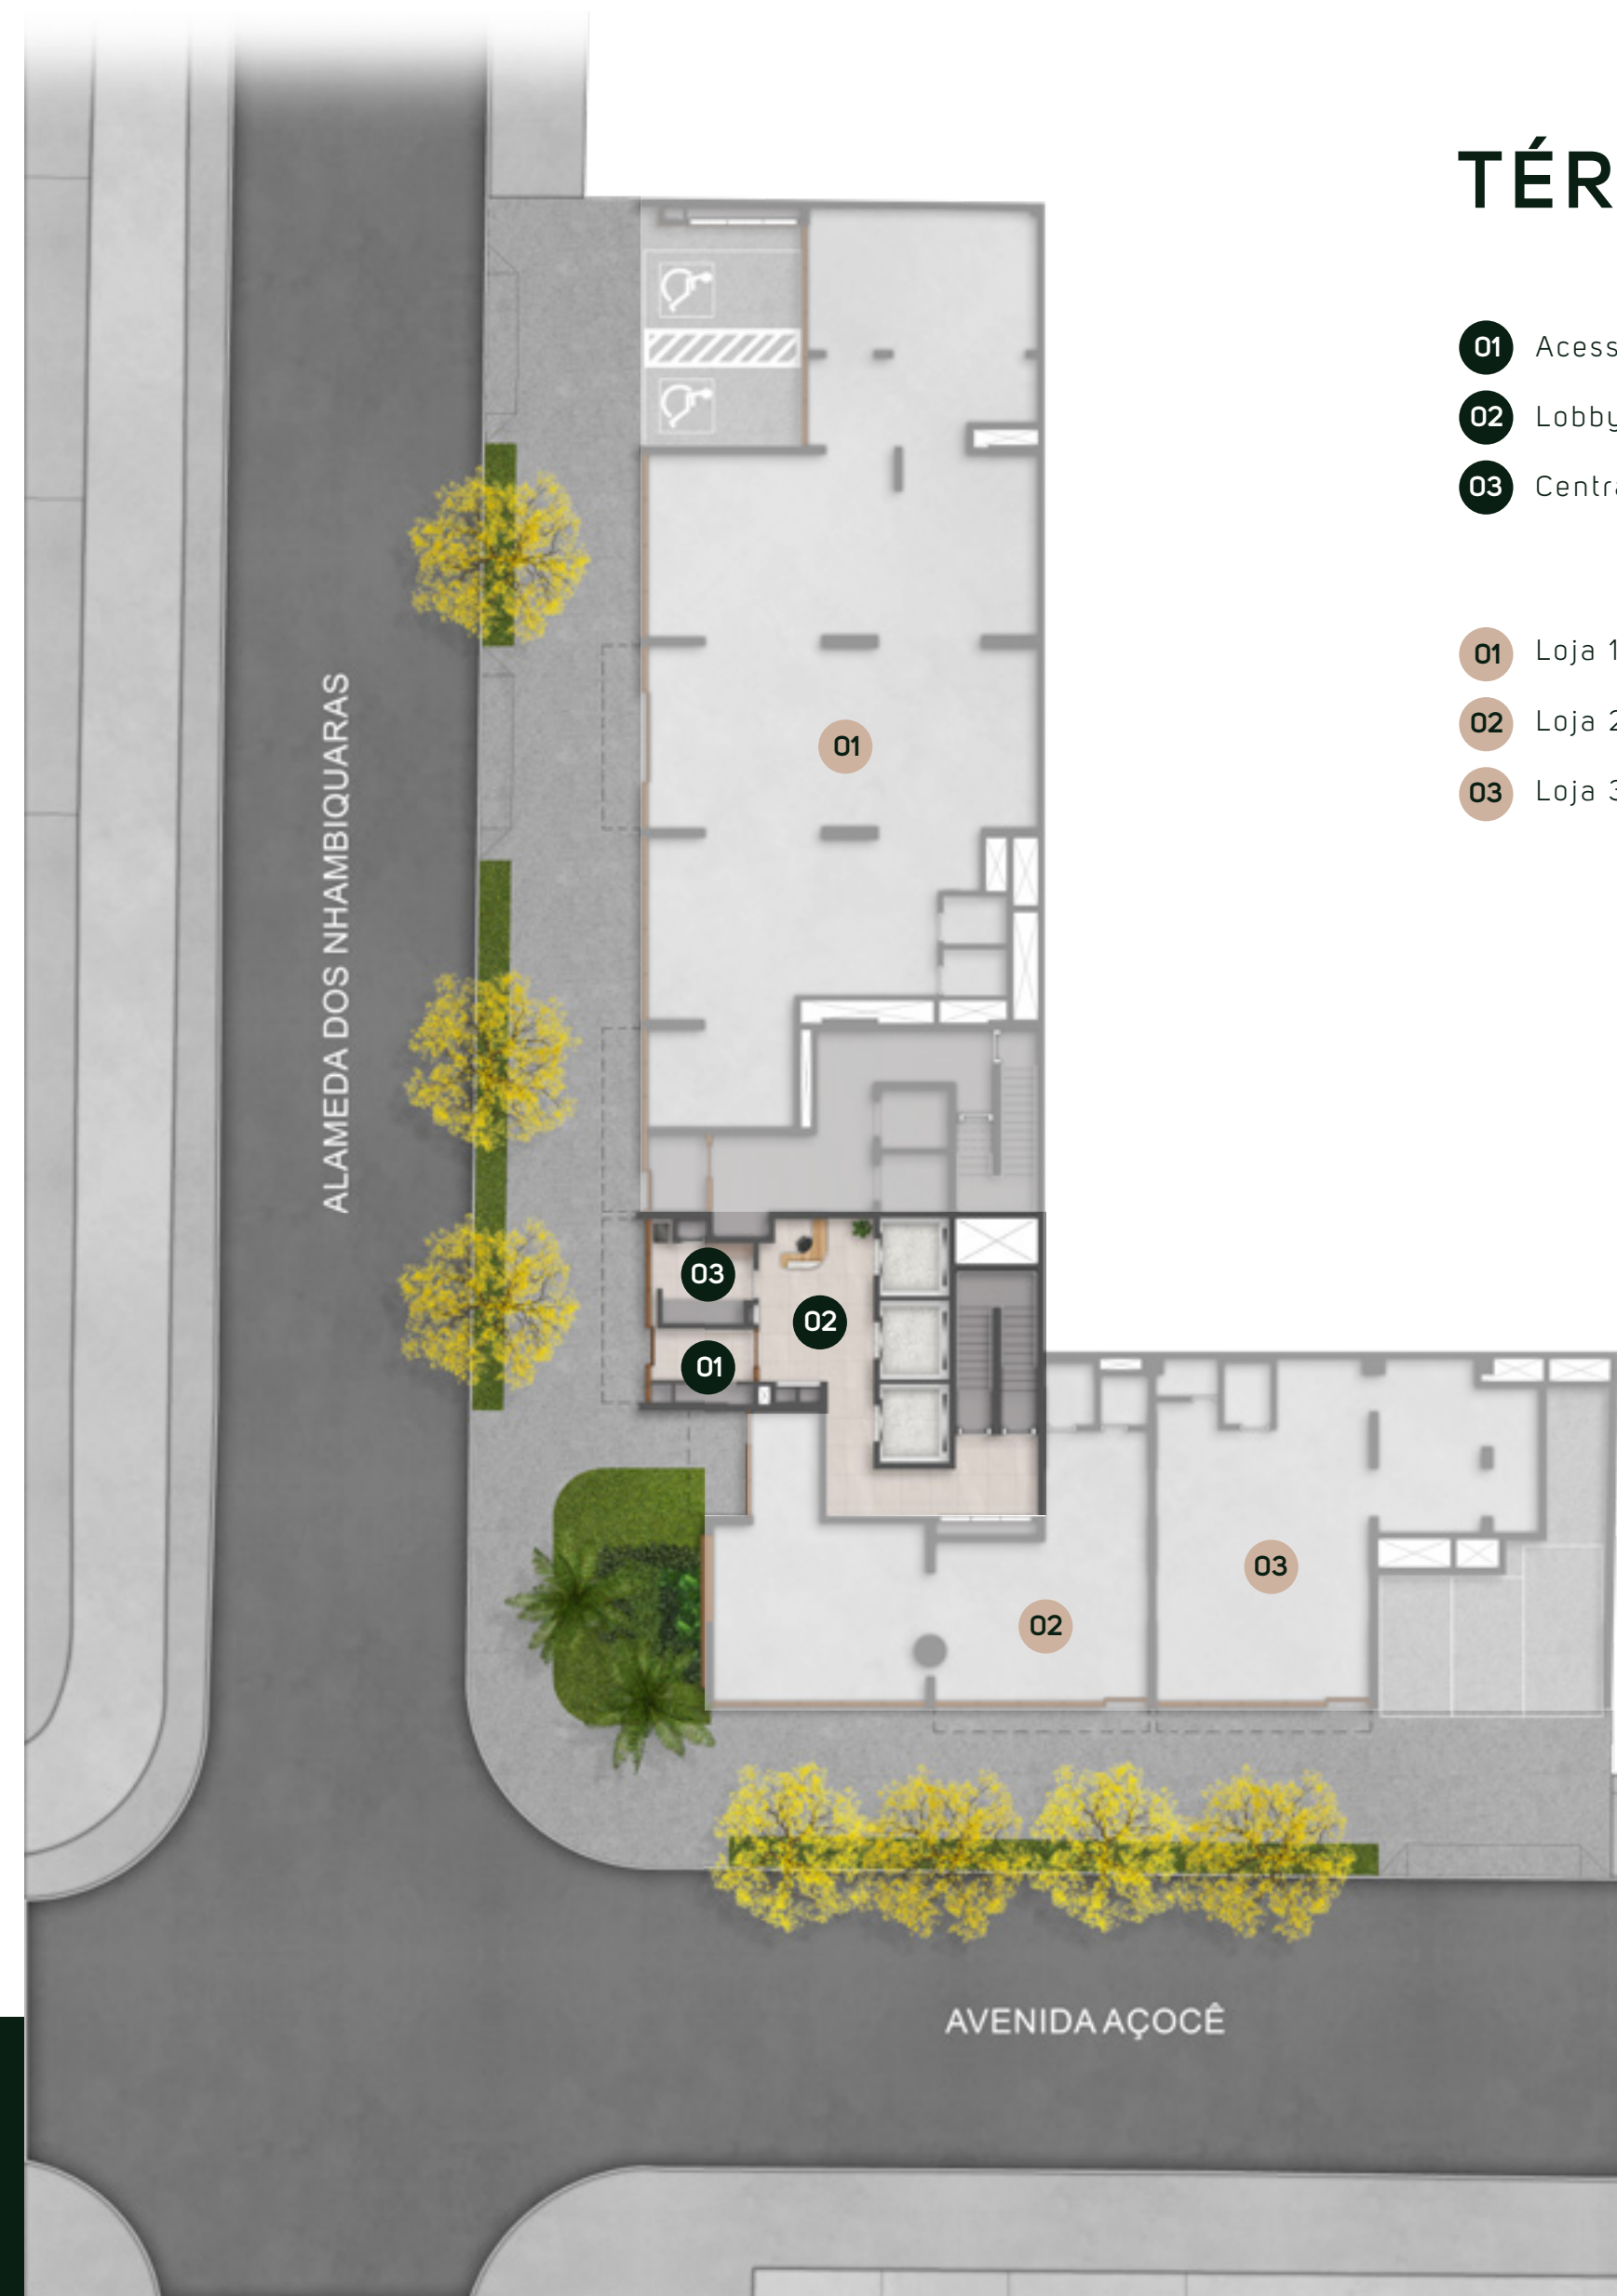 TÉR
01 Acess
02 Lobby
03 Centra
01 Loja 1
02 Loja 2
03 Loja 3
ALAMEDA DOS NHAMBIQUARAS
01
03
02
01
03
02
AVENIDA AÇOCÊ